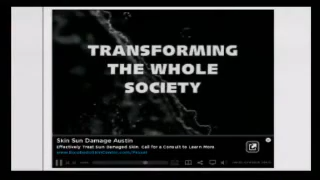 TRANSFORMING
THE WHOLE
SOCIETY
Skin Sun Damage Austin
Effectively Treat Sun Damaged Skin. Call for a Consult to Learn More.